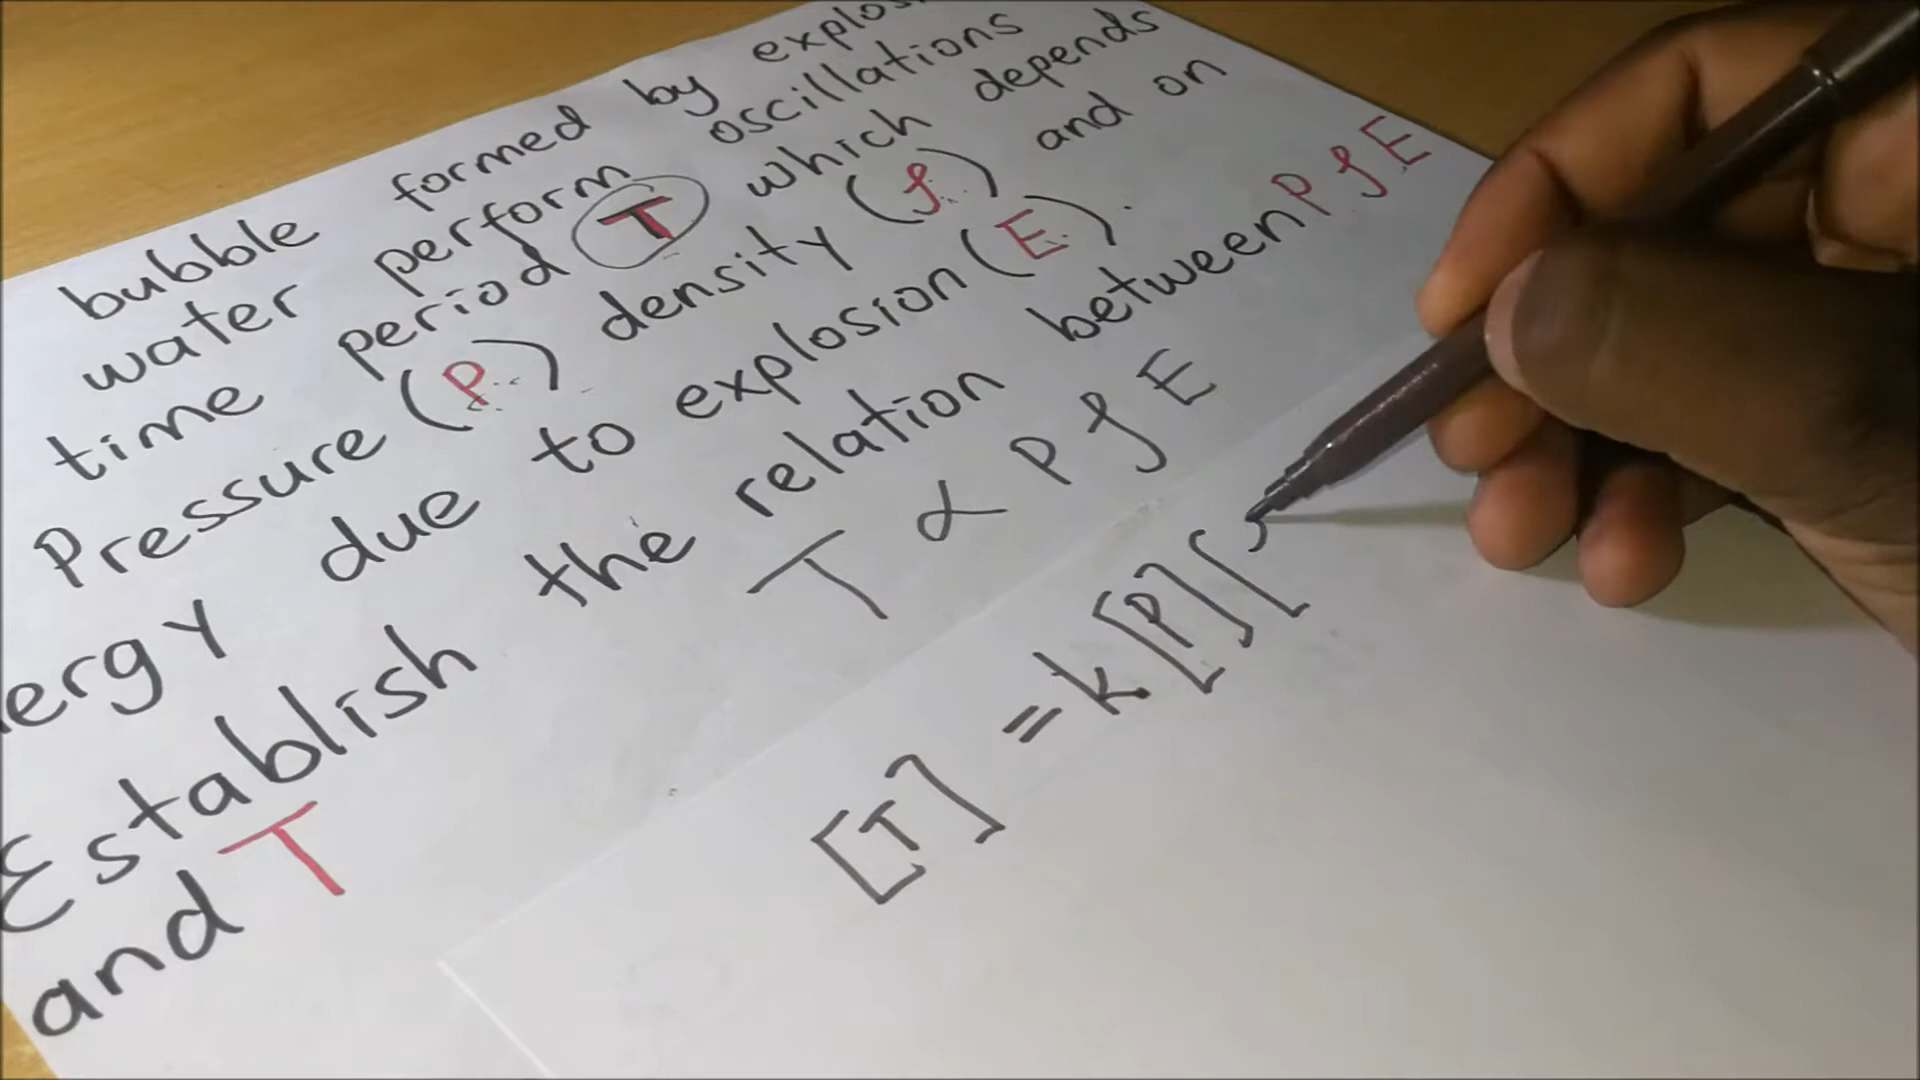 bubble formed by explos
water perform oscillations
time period T which depends
Pressure (P) density (ρ) and on
ergy due to explosion (E).
Establish the relation between P ρ E
and T
T ∝ P ρ E
[T] = k[P][